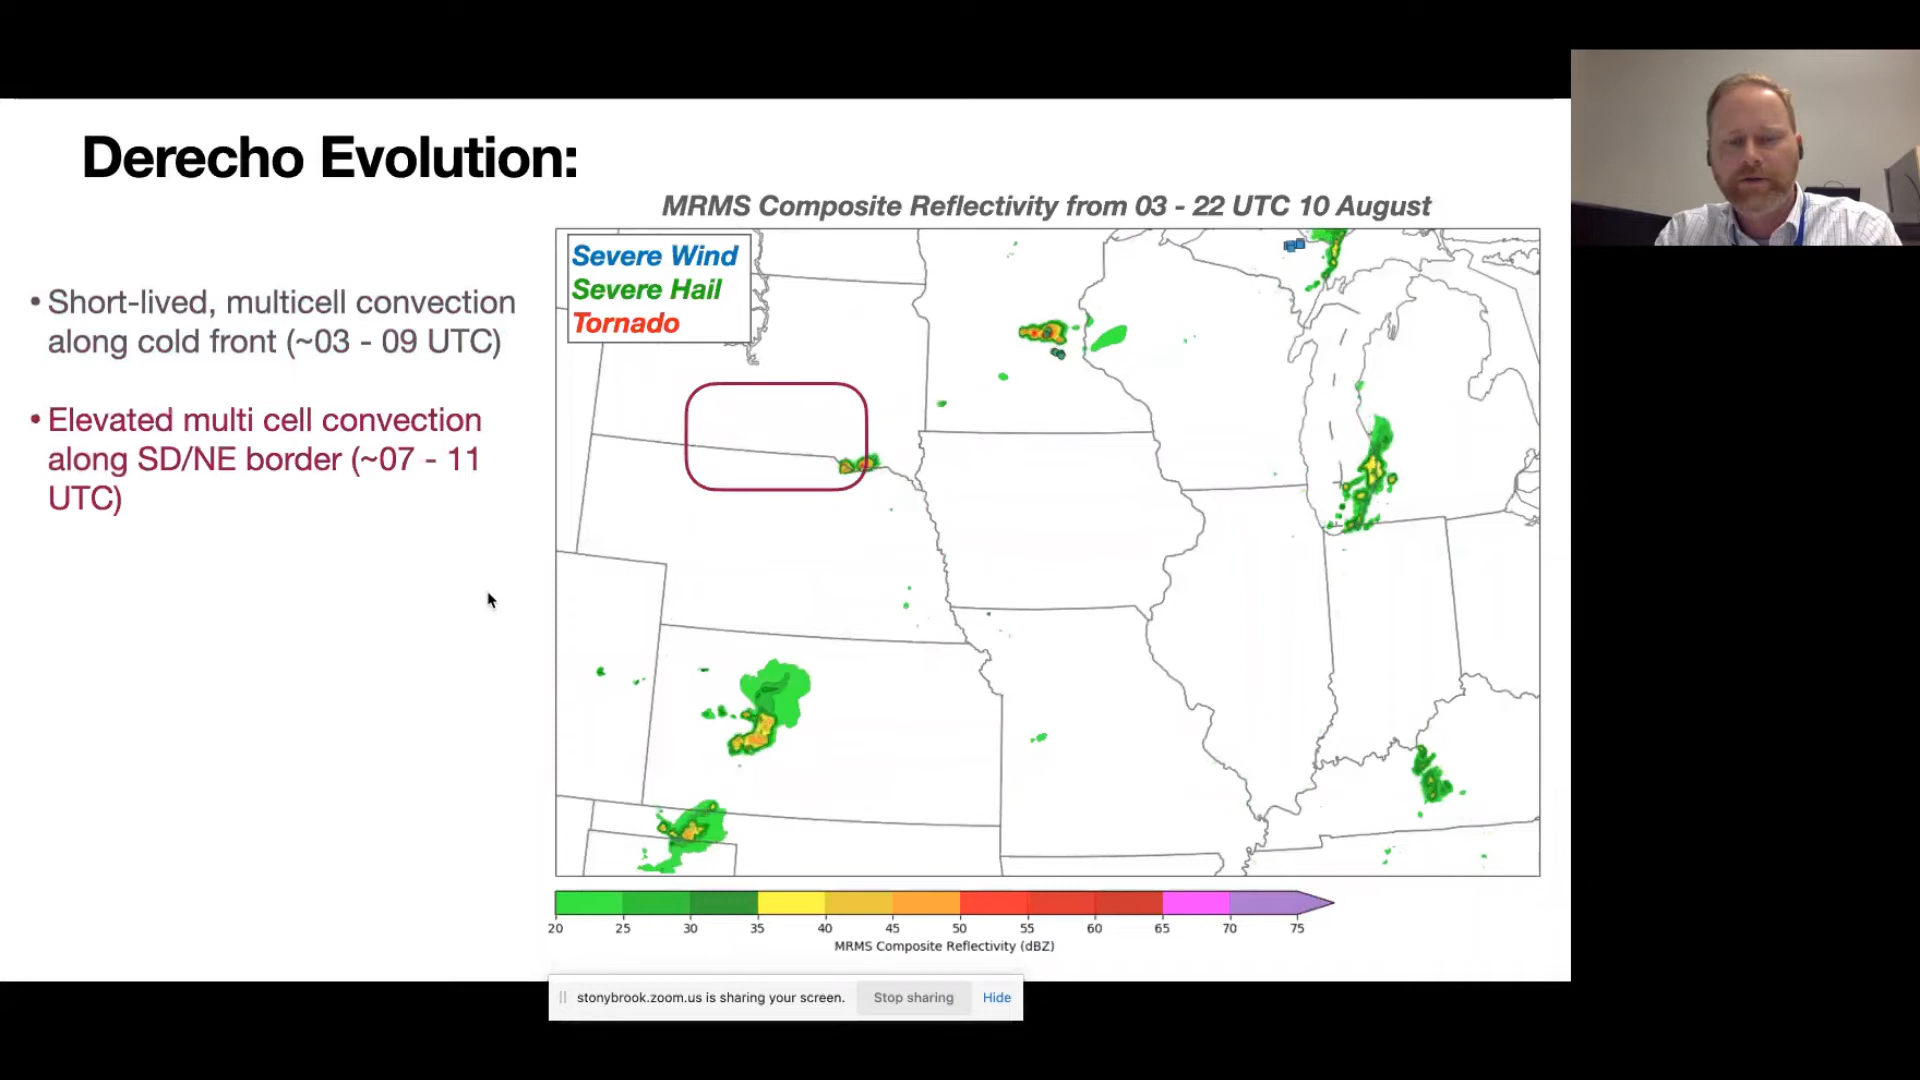 Derecho Evolution:
MRMS Composite Reflectivity from 03 - 22 UTC 10 August
Severe Wind
Severe Hail
Tornado
• Short-lived, multicell convection
along cold front (~03 - 09 UTC)
• Elevated multi cell convection
along SD/NE border (~07 - 11
UTC)
20 25 30 35 40 45 50 55 60 65 70 75
MRMS Composite Reflectivity (dBZ)
stonybrook.zoom.us is sharing your screen. Stop sharing Hide